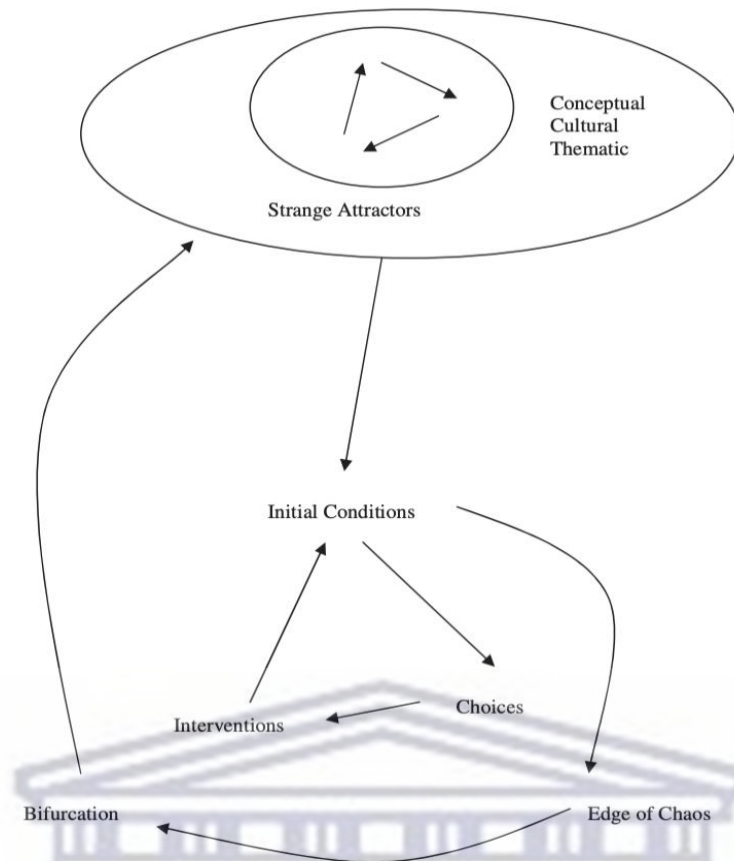 Conceptual
Cultural
Thematic
Strange Attractors
Initial Conditions
Choices
Interventions
Bifurcation
Edge of Chaos